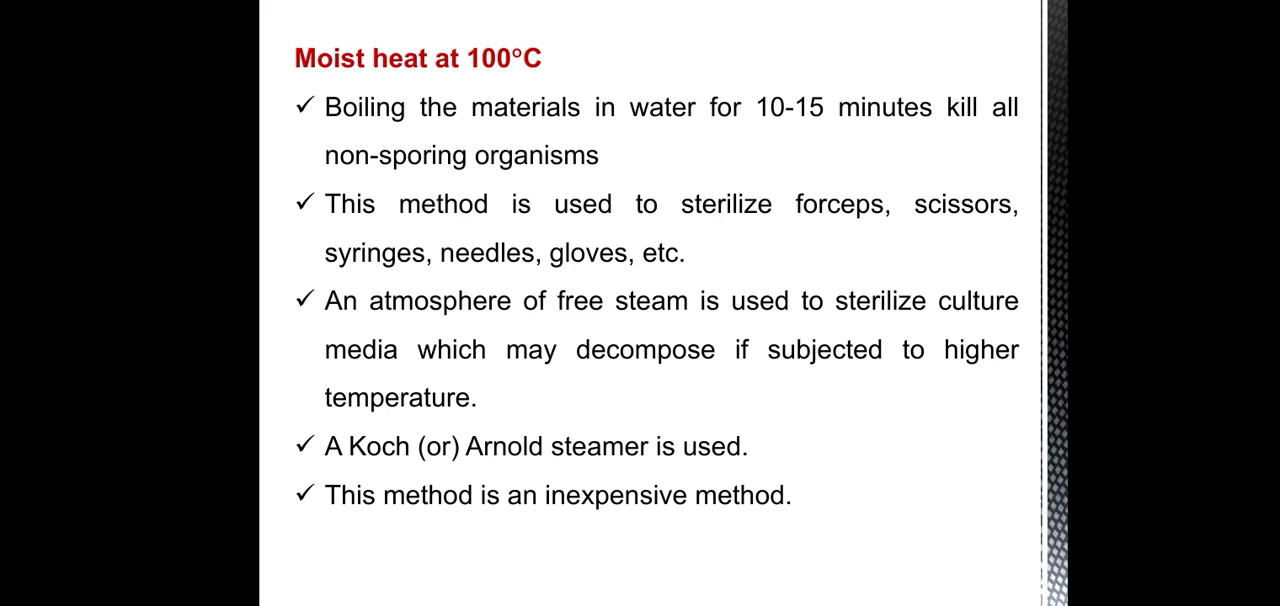 Moist heat at 100°C
✓ Boiling the materials in water for 10-15 minutes kill all
non-sporing organisms
✓ This method is used to sterilize forceps, scissors,
syringes, needles, gloves, etc.
✓ An atmosphere of free steam is used to sterilize culture
media which may decompose if subjected to higher
temperature.
✓ A Koch (or) Arnold steamer is used.
✓ This method is an inexpensive method.